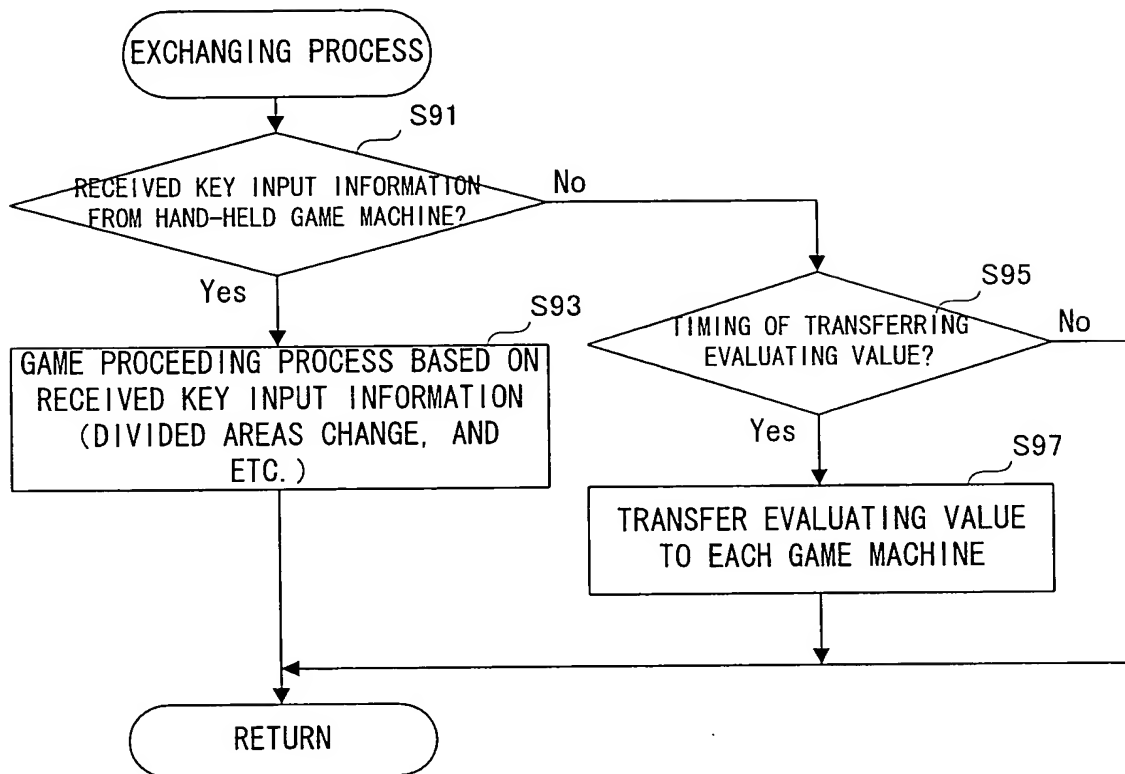 EXCHANGING PROCESS
S91
RECEIVED KEY INPUT INFORMATION
FROM HAND-HELD GAME MACHINE?
No
Yes
S93
GAME PROCEEDING PROCESS BASED ON
RECEIVED KEY INPUT INFORMATION
(DIVIDED AREAS CHANGE, AND
ETC.)
S95
TIMING OF TRANSFERRING
EVALUATING VALUE?
No
Yes
S97
TRANSFER EVALUATING VALUE
TO EACH GAME MACHINE
RETURN